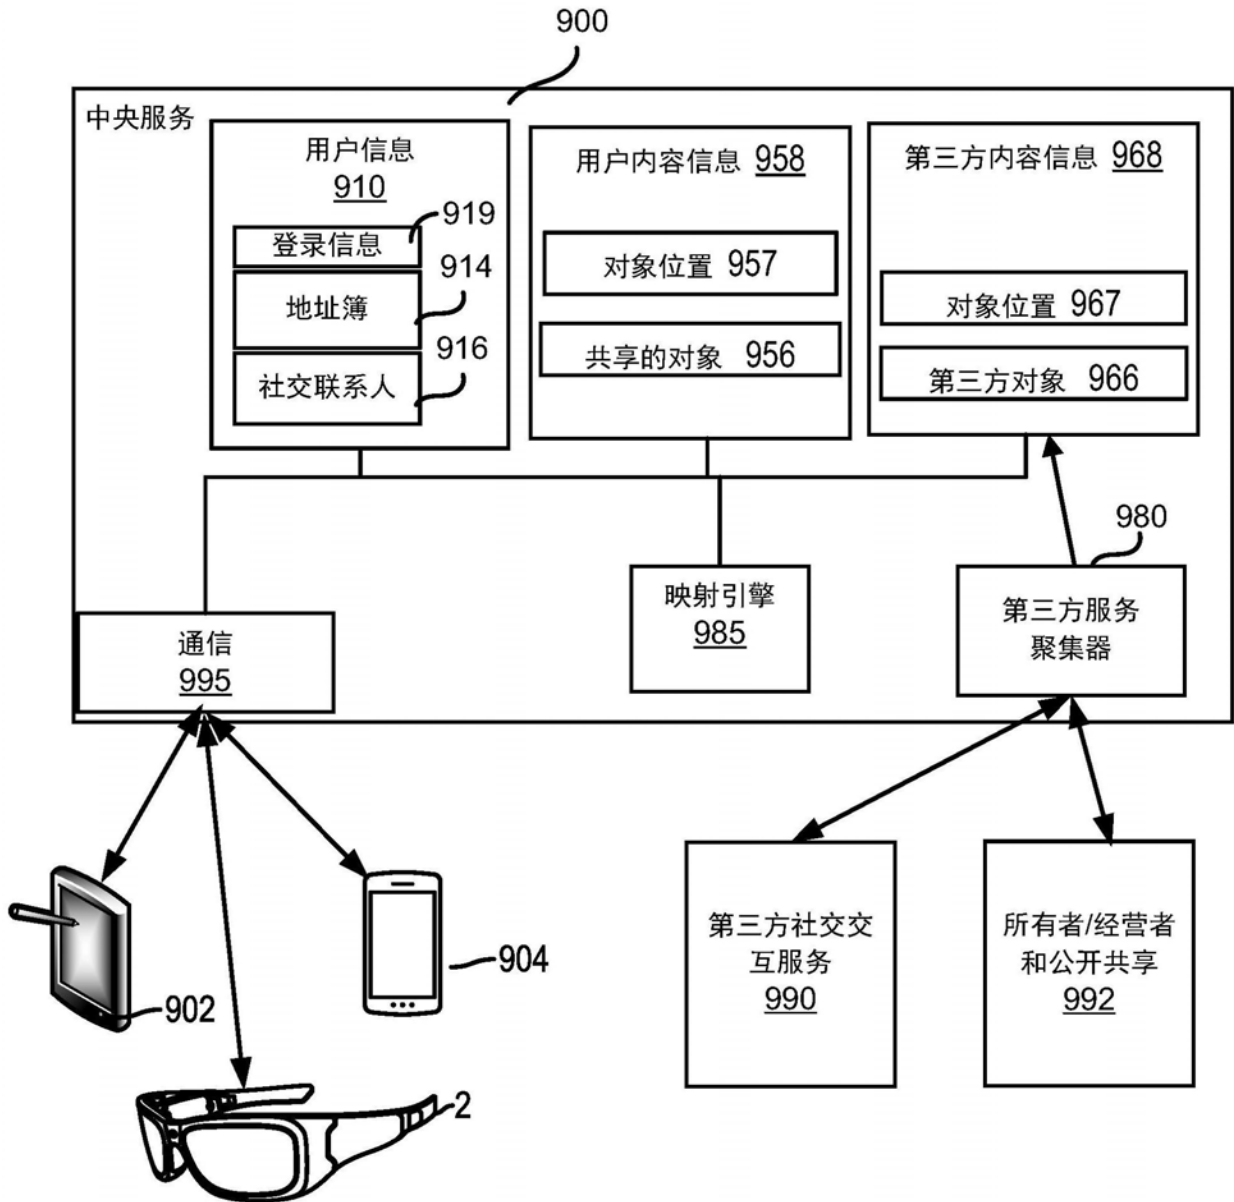 900
中央服务
用户信息
910
919
登录信息
914
地址簿
916
社交联系人
用户内容信息 958
对象位置 957
共享的对象 956
第三方内容信息 968
对象位置 967
第三方对象 966
980
映射引擎
985
第三方服务
聚集器
通信
995
902
904
2
第三方社交交
互服务
990
所有者/经营者
和公开共享
992